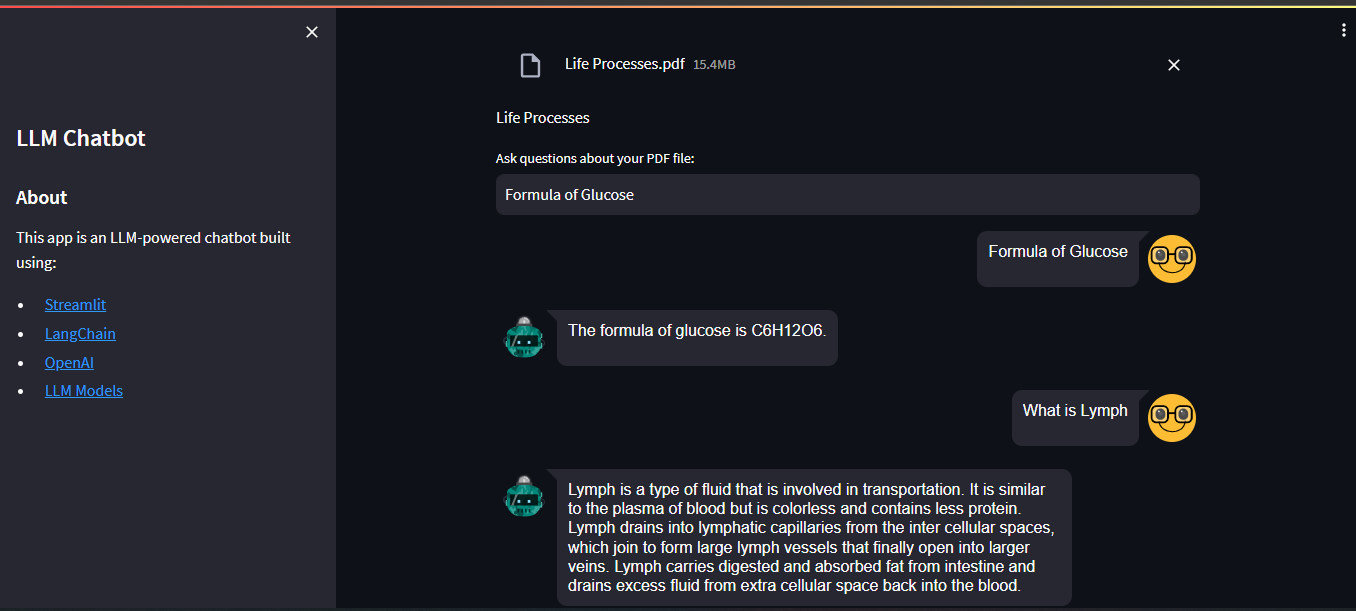 LLM Chatbot
About
This app is an LLM-powered chatbot built
using:
Streamlit
LangChain
OpenAI
LLM Models
Life Processes.pdf 15.4MB
Life Processes
Ask questions about your PDF file:
Formula of Glucose
Formula of Glucose
The formula of glucose is C6H12O6.
What is Lymph
Lymph is a type of fluid that is involved in transportation. It is similar
to the plasma of blood but is colorless and contains less protein.
Lymph drains into lymphatic capillaries from the inter cellular spaces,
which join to form large lymph vessels that finally open into larger
veins. Lymph carries digested and absorbed fat from intestine and
drains excess fluid from extra cellular space back into the blood.